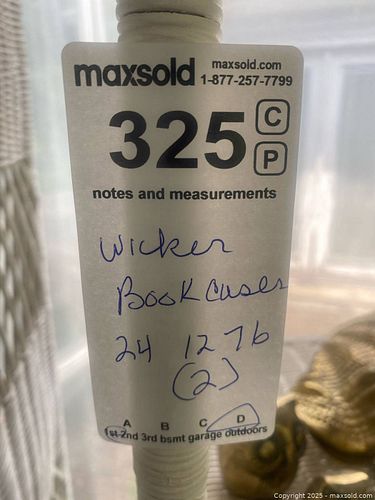 maxsold maxsold.com
1-877-257-7799
325 C
P
notes and measurements
Wicker
Bookcases
24 12 76
(2)
A B C D
1st 2nd 3rd bsmt garage outdoors
Copyright 2025 - maxsold.com